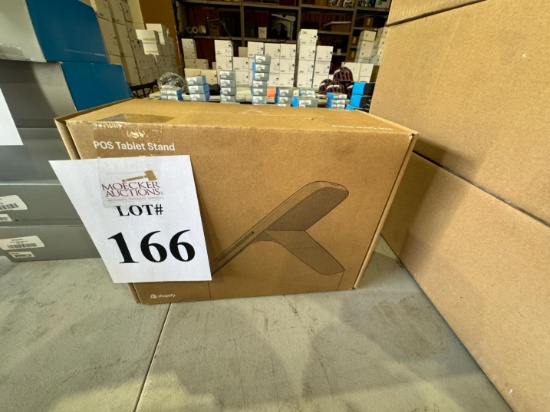 POS Tablet Stand
MOECKER
AUCTIONS
LOT#
166
shopify